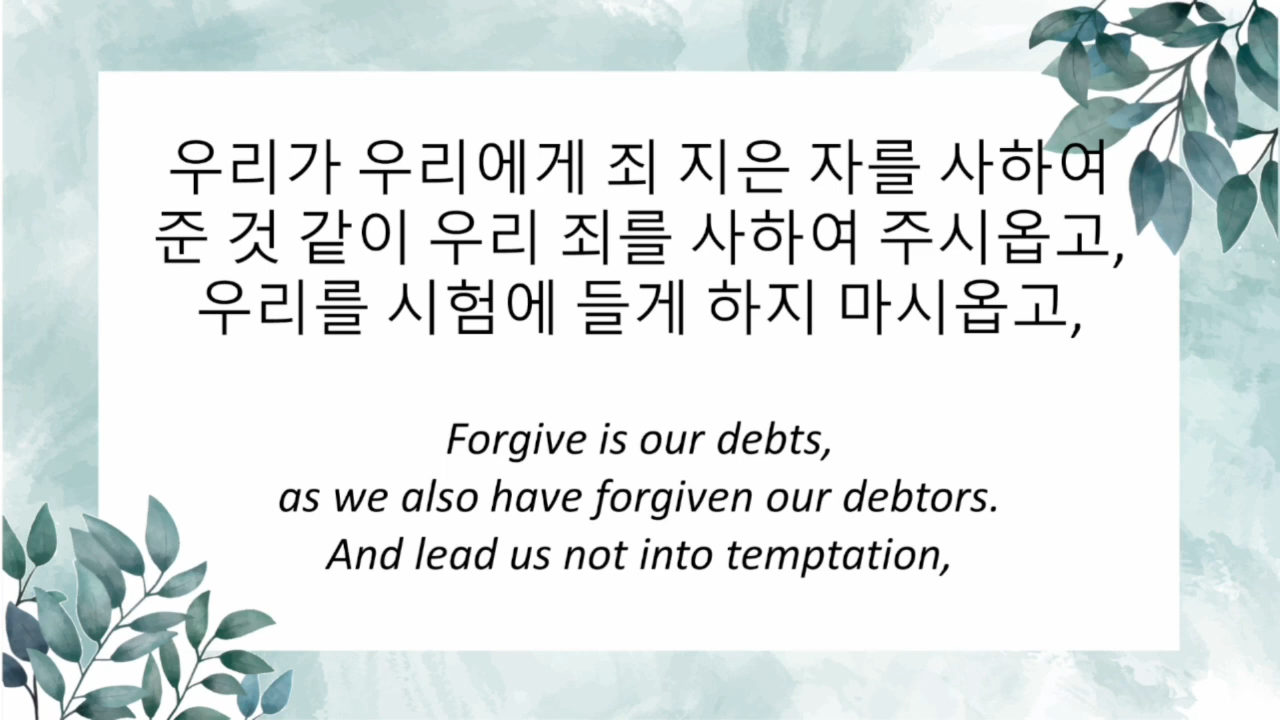 우리가 우리에게 죄 지은 자를 사하여
준 것 같이 우리 죄를 사하여 주시옵고,
우리를 시험에 들게 하지 마시옵고,
Forgive is our debts,
as we also have forgiven our debtors.
And lead us not into temptation,